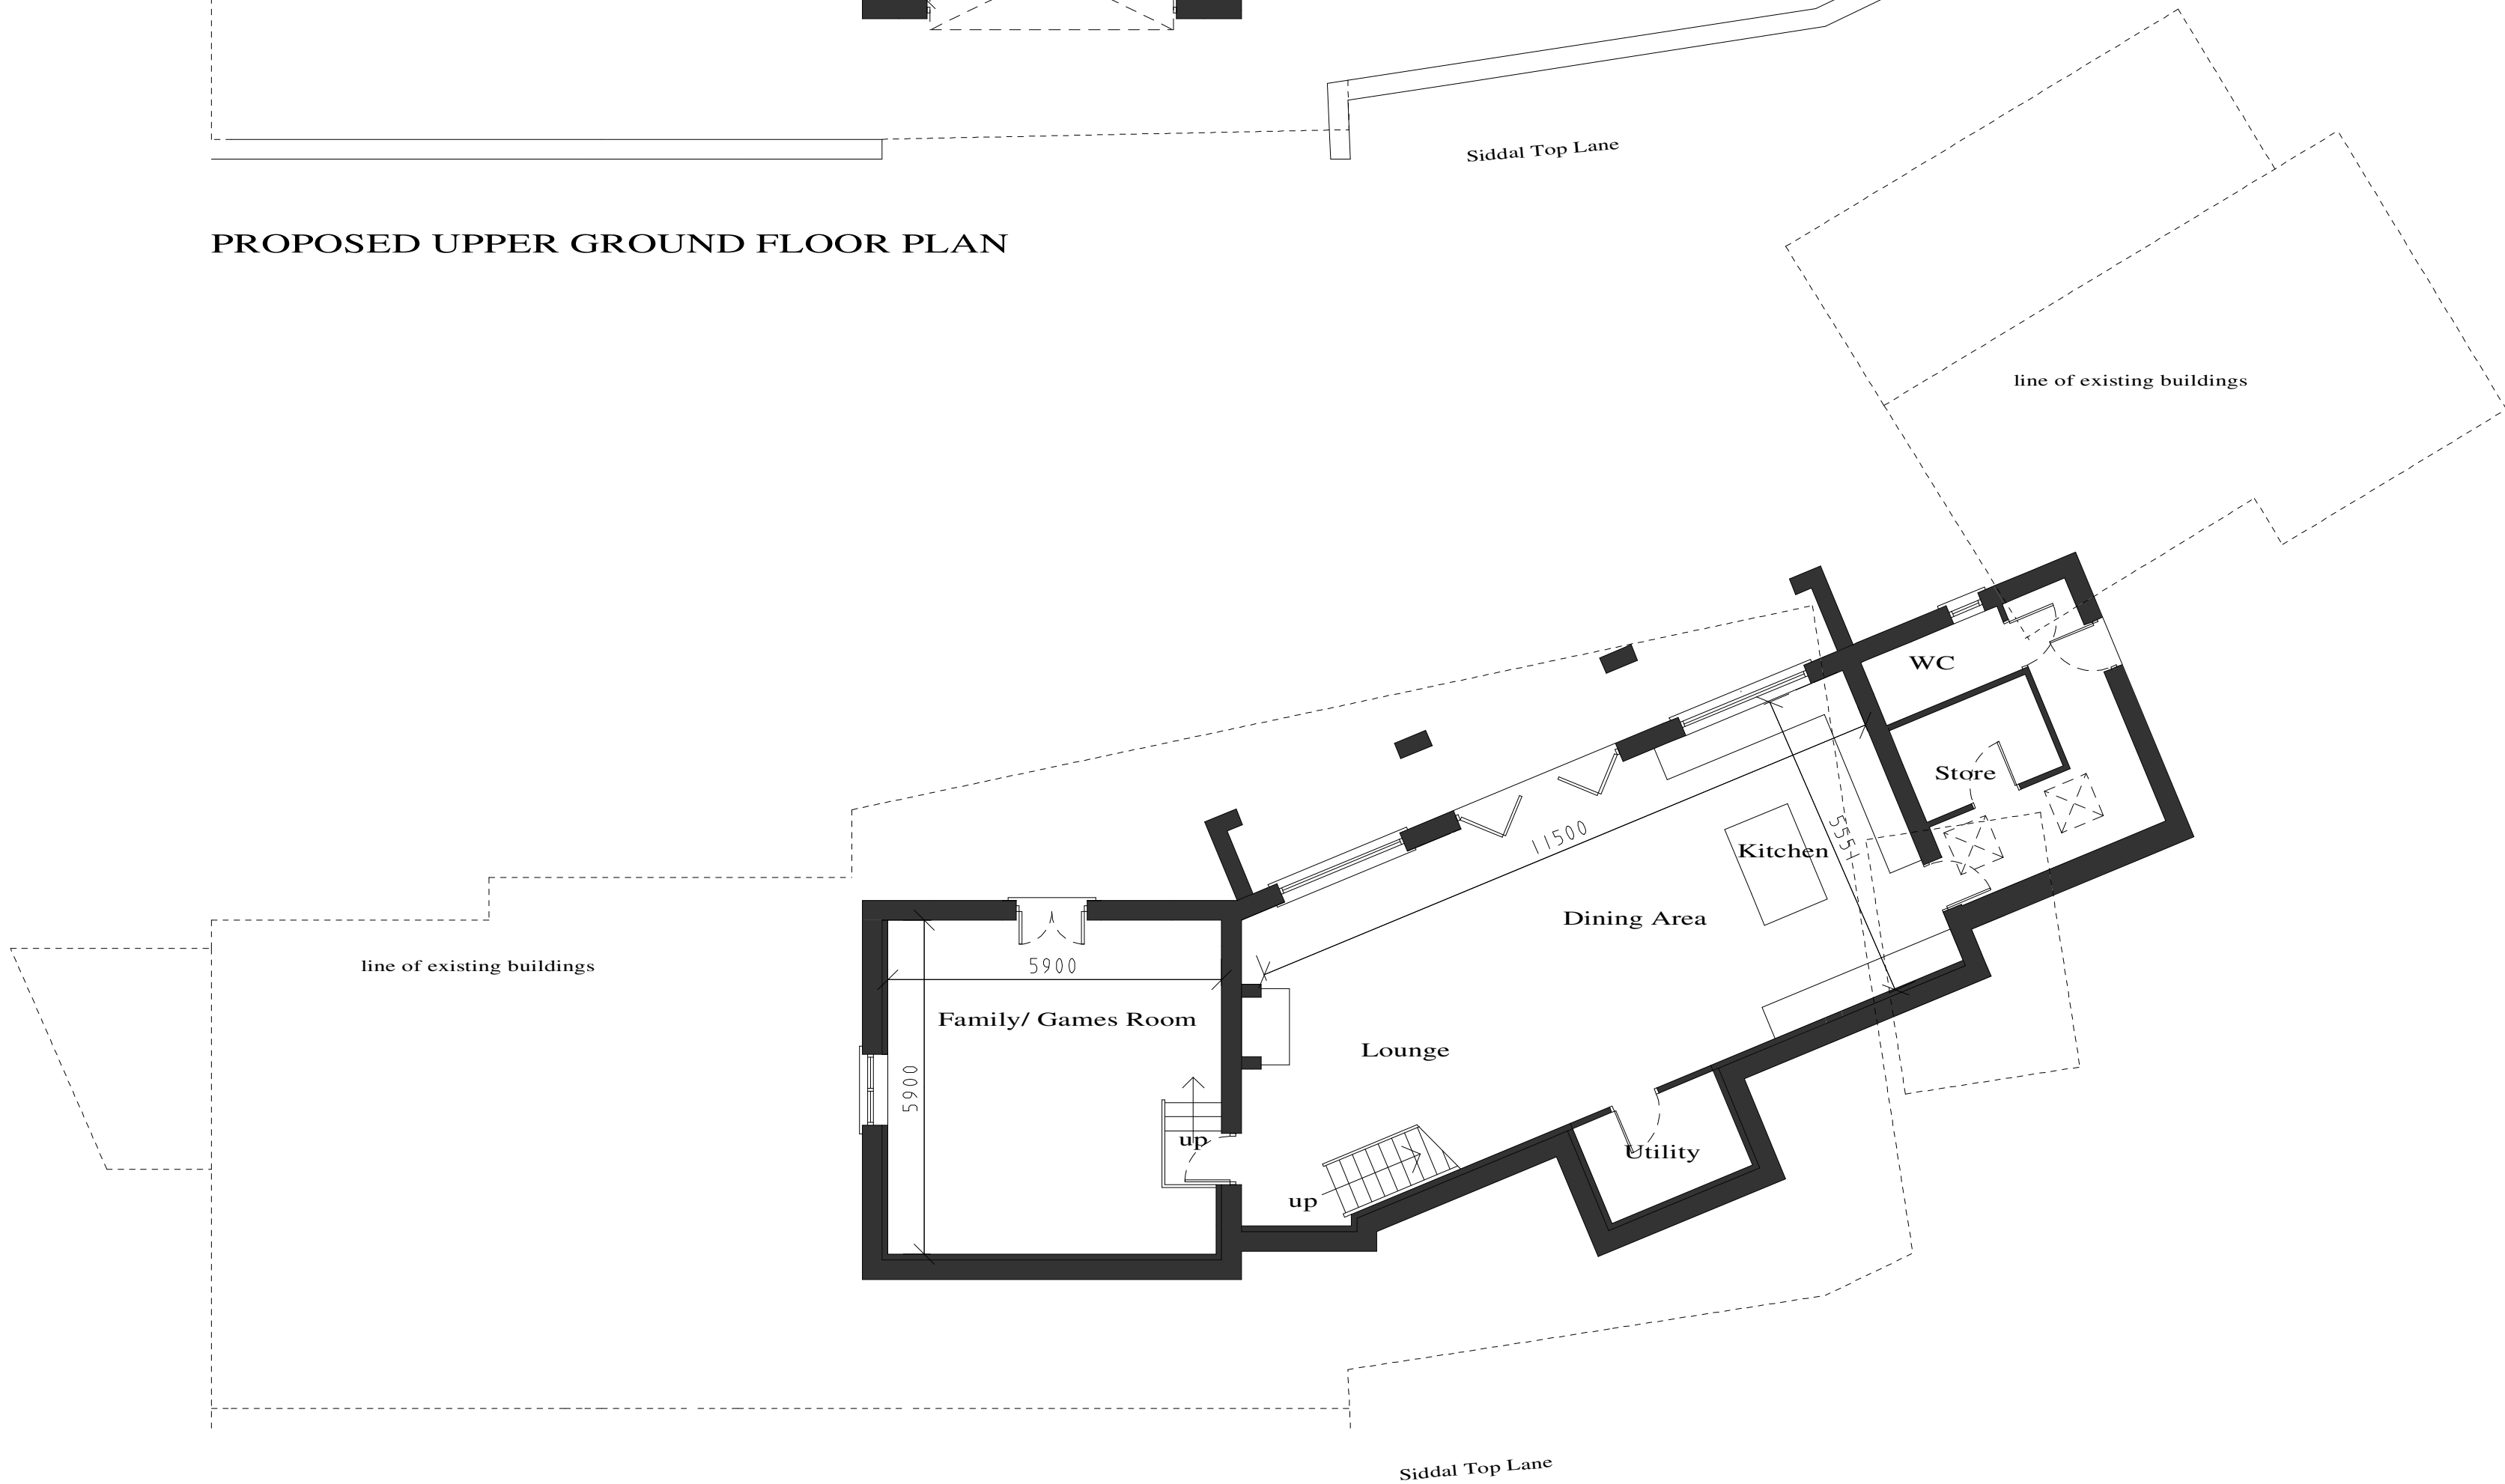 Siddal Top Lane
PROPOSED UPPER GROUND FLOOR PLAN
line of existing buildings
WC
Store
11500
5551
Kitchen
Dining Area
line of existing buildings
5900
Family/ Games Room
Lounge
5900
up
Utility
up
Siddal Top Lane